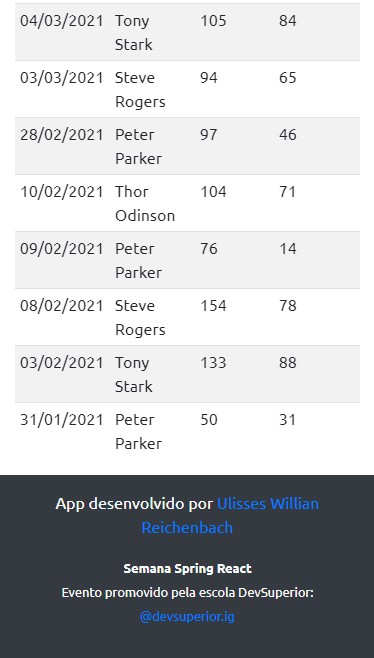 04/03/2021 Tony 105 84
Stark
03/03/2021 Steve 94 65
Rogers
28/02/2021 Peter 97 46
Parker
10/02/2021 Thor 104 71
Odinson
09/02/2021 Peter 76 14
Parker
08/02/2021 Steve 154 78
Rogers
03/02/2021 Tony 133 88
Stark
31/01/2021 Peter 50 31
Parker
App desenvolvido por Ulisses Willian
Reichenbach
Semana Spring React
Evento promovido pela escola DevSuperior:
@devsuperior.ig